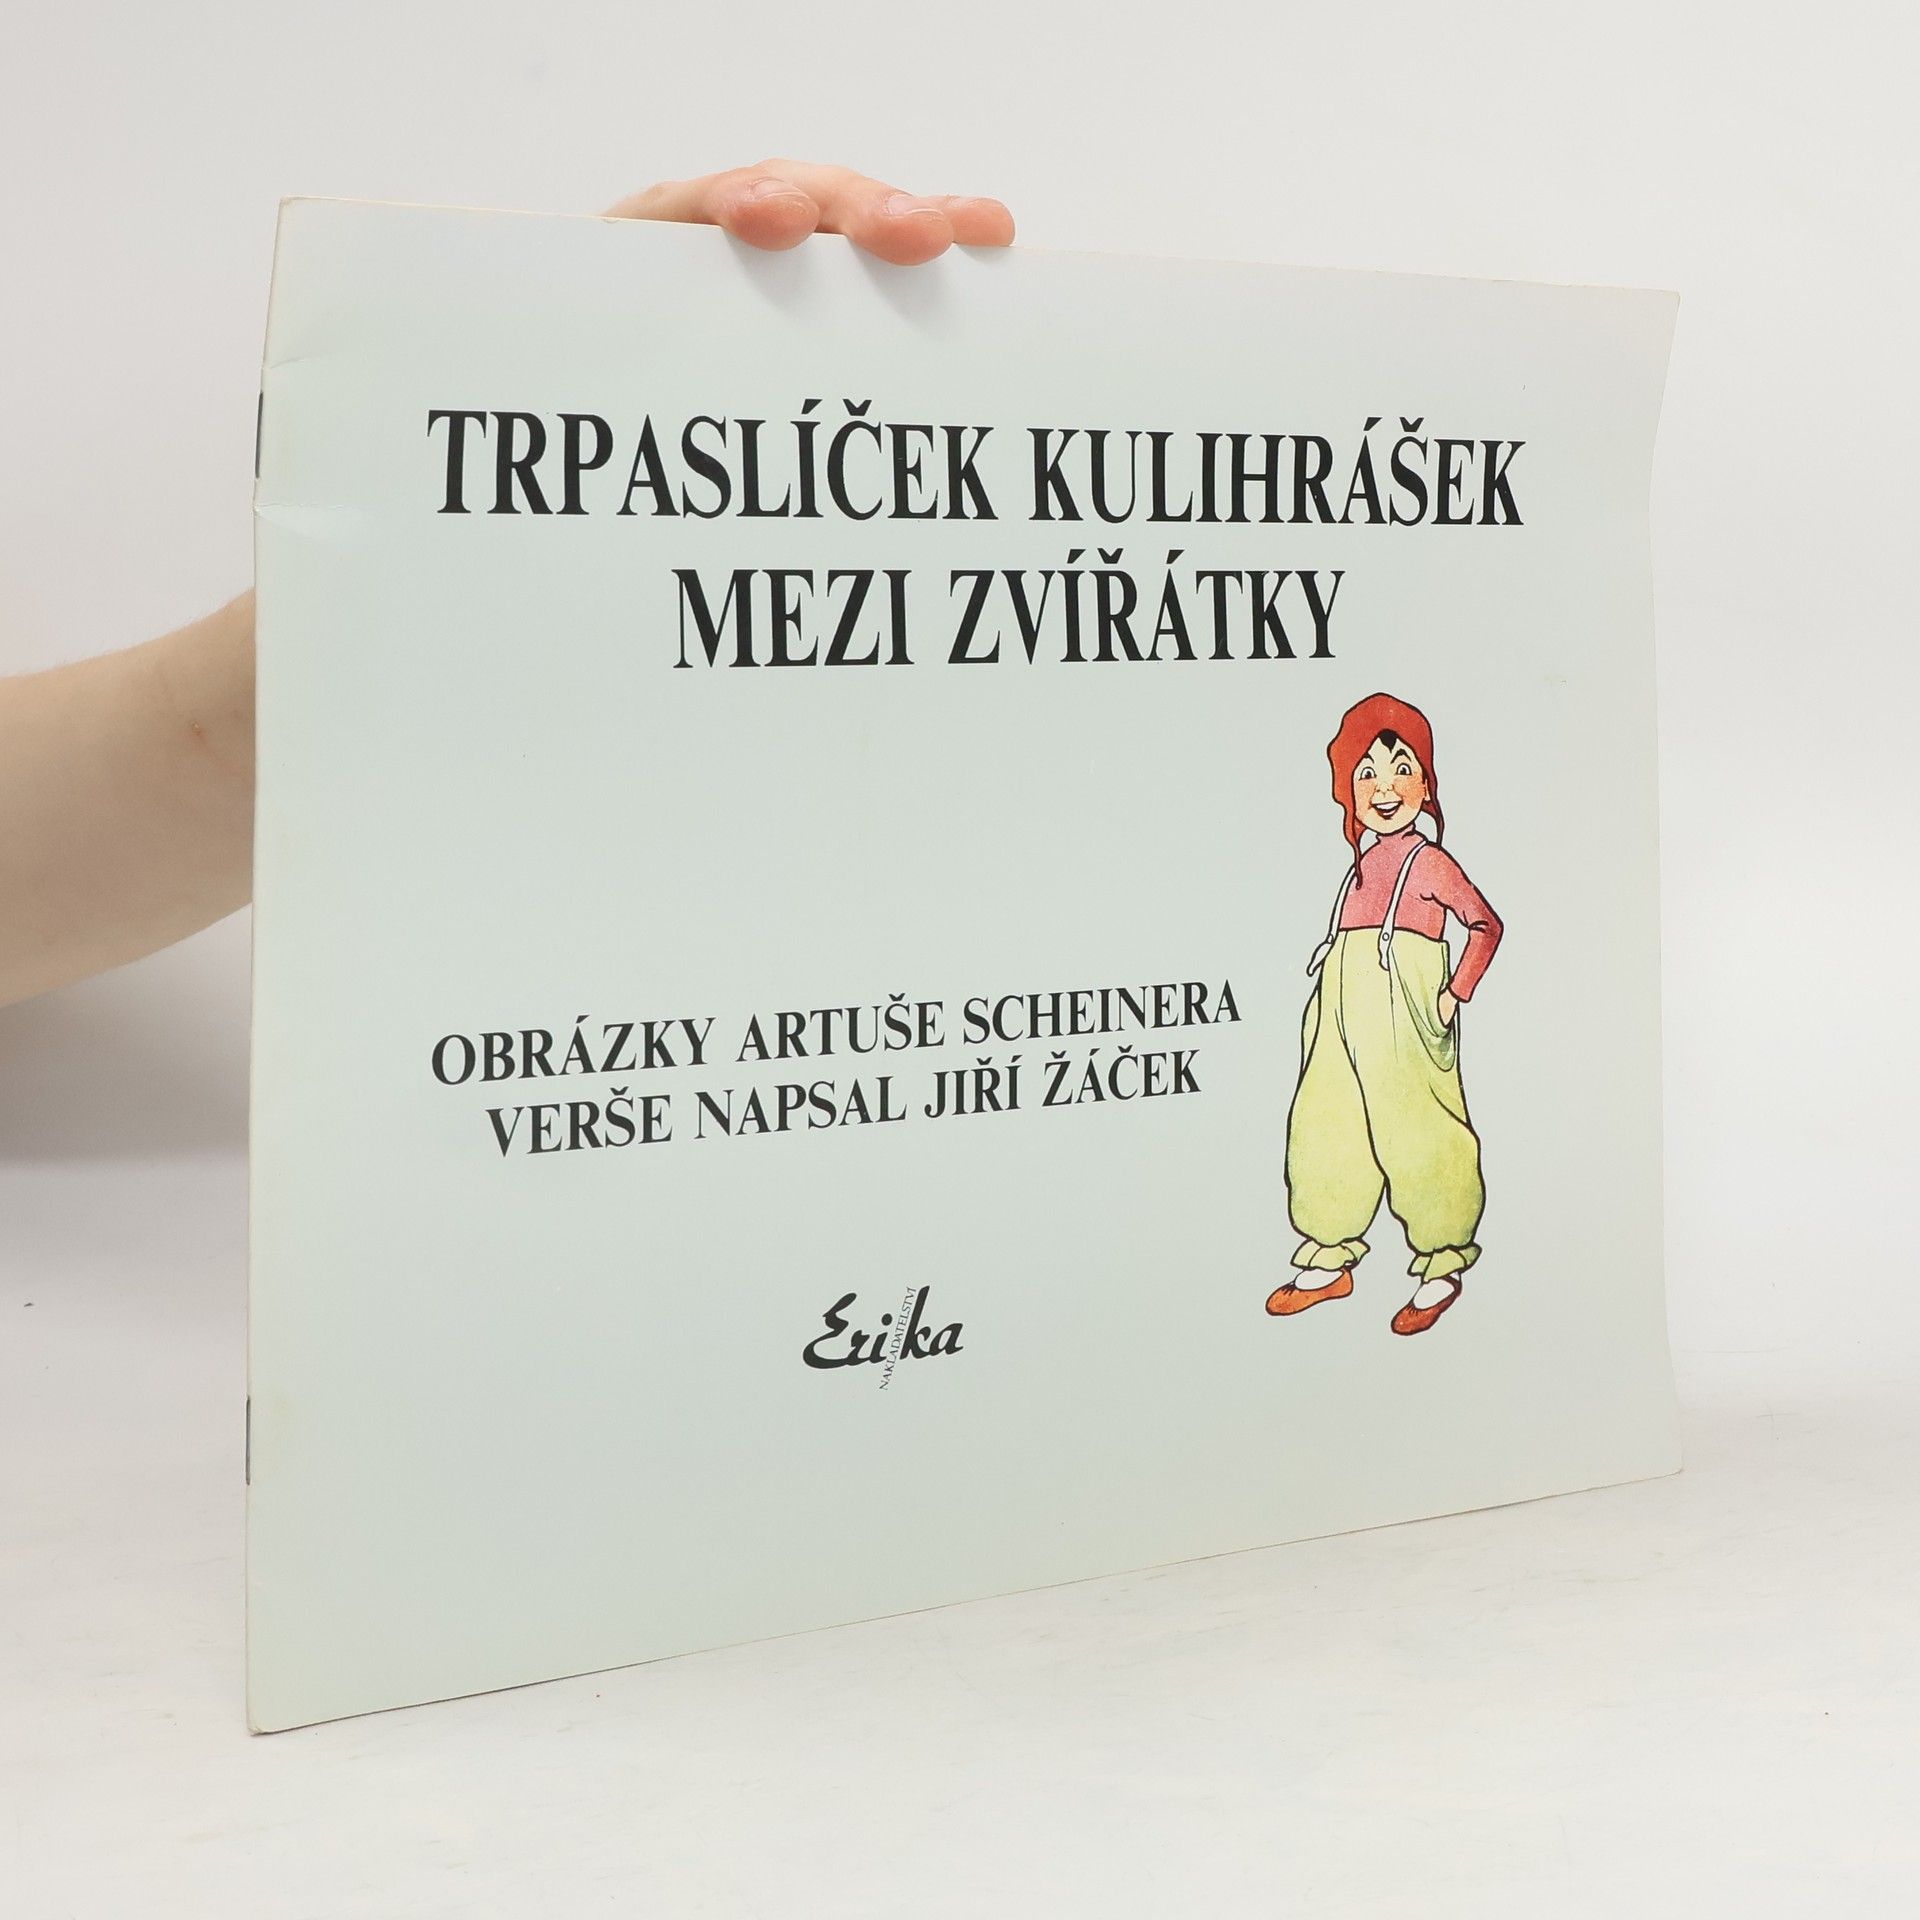 TRPASLÍČEK KULIHRÁŠEK
MEZI ZVÍŘÁTKY
OBRÁZKY ARTUŠE SCHEINERA
VERŠE NAPSAL JIŘÍ ŽÁČEK
Erika
NAKLADATELSTVÍ